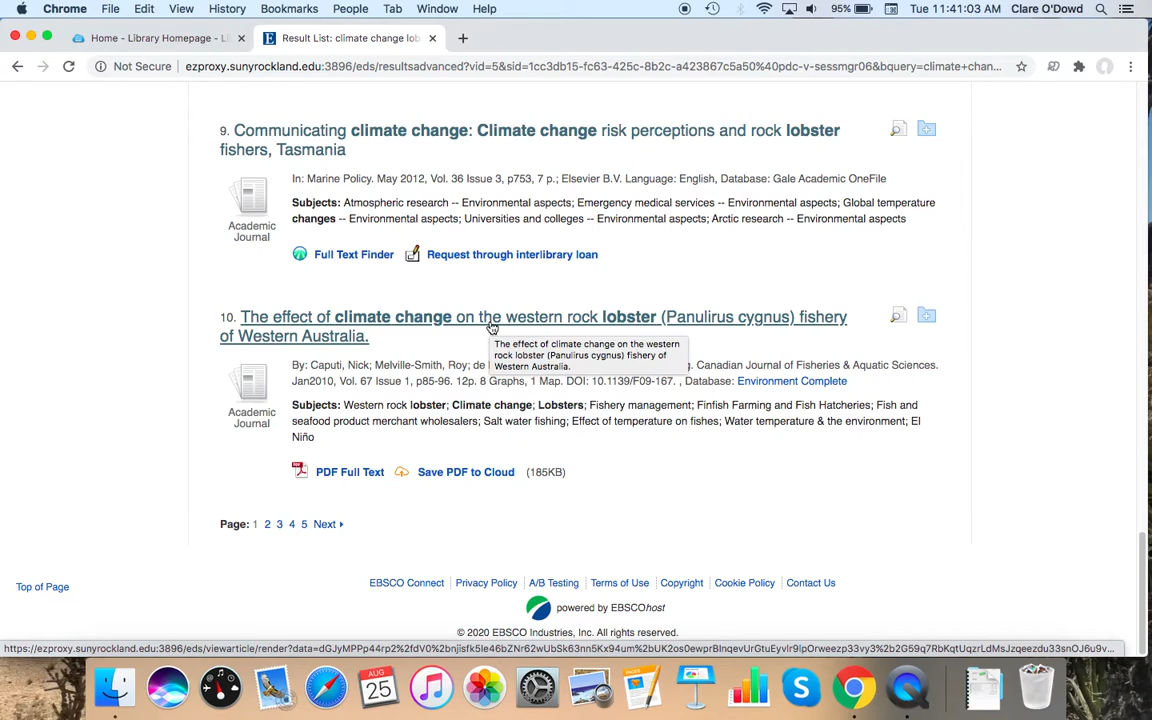 Chrome File Edit View History Bookmarks People Tab Window Help 95% Tue 11:41:03 AM Clare O'Dowd
Home - Library Homepage - Li
Result List: climate change lob
Not Secure ezproxy.sunyrockland.edu:3896/eds/resultsadvanced?vid=5&sid=1cc3db15-fc63-425c-8b2c-a423867c5a50%40pdc-v-sessmgr06&bquery=climate+chan...
9. Communicating climate change: Climate change risk perceptions and rock lobster
fishers, Tasmania
In: Marine Policy. May 2012, Vol. 36 Issue 3, p753, 7 p.; Elsevier B.V. Language: English, Database: Gale Academic OneFile
Subjects: Atmospheric research -- Environmental aspects; Emergency medical services -- Environmental aspects; Global temperature
changes -- Environmental aspects; Universities and colleges -- Environmental aspects; Arctic research -- Environmental aspects
Academic
Journal
Full Text Finder Request through interlibrary loan
10. The effect of climate change on the western rock lobster (Panulirus cygnus) fishery
of Western Australia.
The effect of climate change on the western
rock lobster (Panulirus cygnus) fishery of
Western Australia.
By: Caputi, Nick; Melville-Smith, Roy; de g. Canadian Journal of Fisheries & Aquatic Sciences.
Jan2010, Vol. 67 Issue 1, p85-96. 12p. 8 Graphs, 1 Map. DOI: 10.1139/F09-167. , Database: Environment Complete
Subjects: Western rock lobster; Climate change; Lobsters; Fishery management; Finfish Farming and Fish Hatcheries; Fish and
seafood product merchant wholesalers; Salt water fishing; Effect of temperature on fishes; Water temperature & the environment; El
Niño
Academic
Journal
PDF Full Text Save PDF to Cloud (185KB)
Page: 1 2 3 4 5 Next
Top of Page
EBSCO Connect Privacy Policy A/B Testing Terms of Use Copyright Cookie Policy Contact Us
powered by EBSCOhost
© 2020 EBSCO Industries, Inc. All rights reserved.
AUG
25